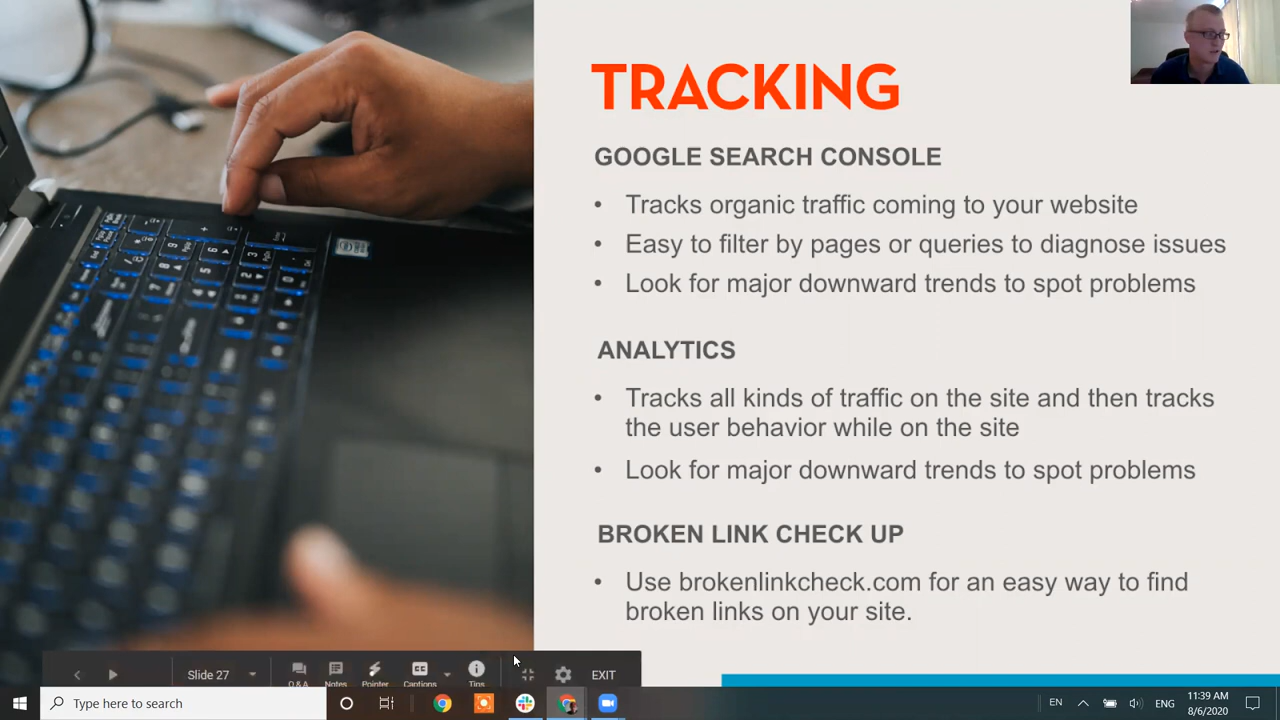 TRACKING
GOOGLE SEARCH CONSOLE
• Tracks organic traffic coming to your website
• Easy to filter by pages or queries to diagnose issues
• Look for major downward trends to spot problems
ANALYTICS
• Tracks all kinds of traffic on the site and then tracks
the user behavior while on the site
• Look for major downward trends to spot problems
BROKEN LINK CHECK UP
• Use brokenlinkcheck.com for an easy way to find
broken links on your site.
Slide 27
Q & A
Notes
Pointer
Captions
Tips
EXIT
Type here to search
EN
ENG
11:39 AM
8/6/2020